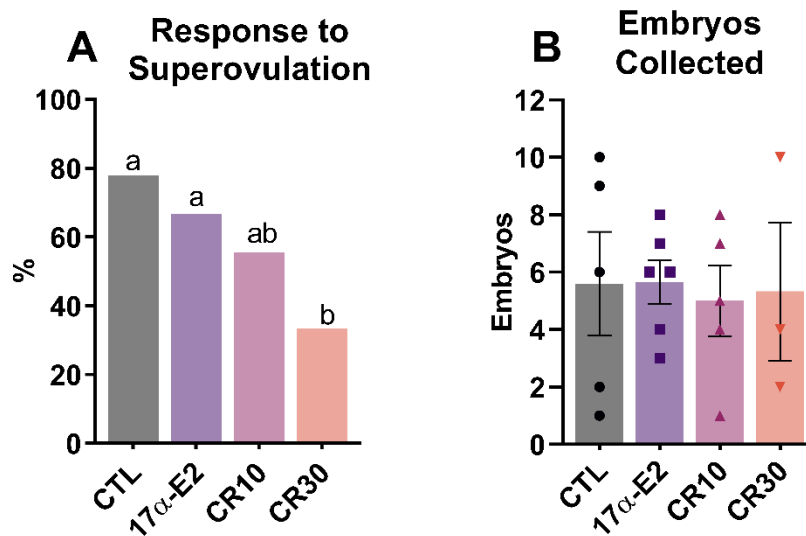 A
Response to
Superovulation
100
80
60
40
20
0
%
a
a
ab
b
CTL
17α-E2
CR10
CR30
B
Embryos
Collected
12
10
8
6
4
2
0
Embryos
CTL
17α-E2
CR10
CR30